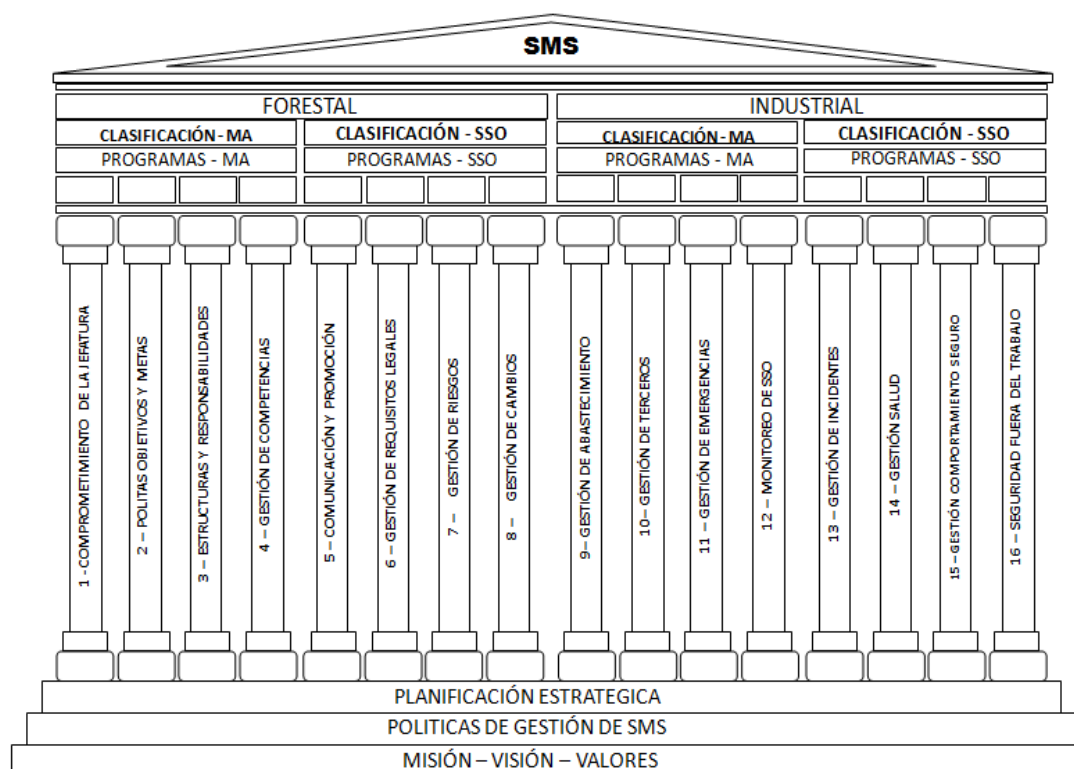 SMS
FORESTAL
INDUSTRIAL
CLASIFICACIÓN - MA
CLASIFICACIÓN - SSO
CLASIFICACIÓN - MA
CLASIFICACIÓN - SSO
PROGRAMAS - MA
PROGRAMAS - SSO
PROGRAMAS - MA
PROGRAMAS - SSO
1 - COMPROMETIMIENTO DE LA JEFATURA
2 – POLITAS OBJETIVOS Y METAS
3 – ESTRUCTURAS Y RESPONSABILIDADES
4 – GESTIÓN DE COMPETENCIAS
5 – COMUNICACIÓN Y PROMOCIÓN
6 – GESTIÓN DE REQUISITOS LEGALES
7 – GESTIÓN DE RIESGOS
8 – GESTIÓN DE CAMBIOS
9– GESTIÓN DE ABASTECIMIENTO
10– GESTIÓN DE TERCEROS
11 – GESTIÓN DE EMERGENCIAS
12 – MONITOREO DE SSO
13 – GESTIÓN DE INCIDENTES
14 – GESTIÓN SALUD
15 – GESTIÓN COMPORTAMIENTO SEGURO
16 – SEGURIDAD FUERA DEL TRABAJO
PLANIFICACIÓN ESTRATEGICA
POLITICAS DE GESTIÓN DE SMS
MISIÓN – VISIÓN – VALORES